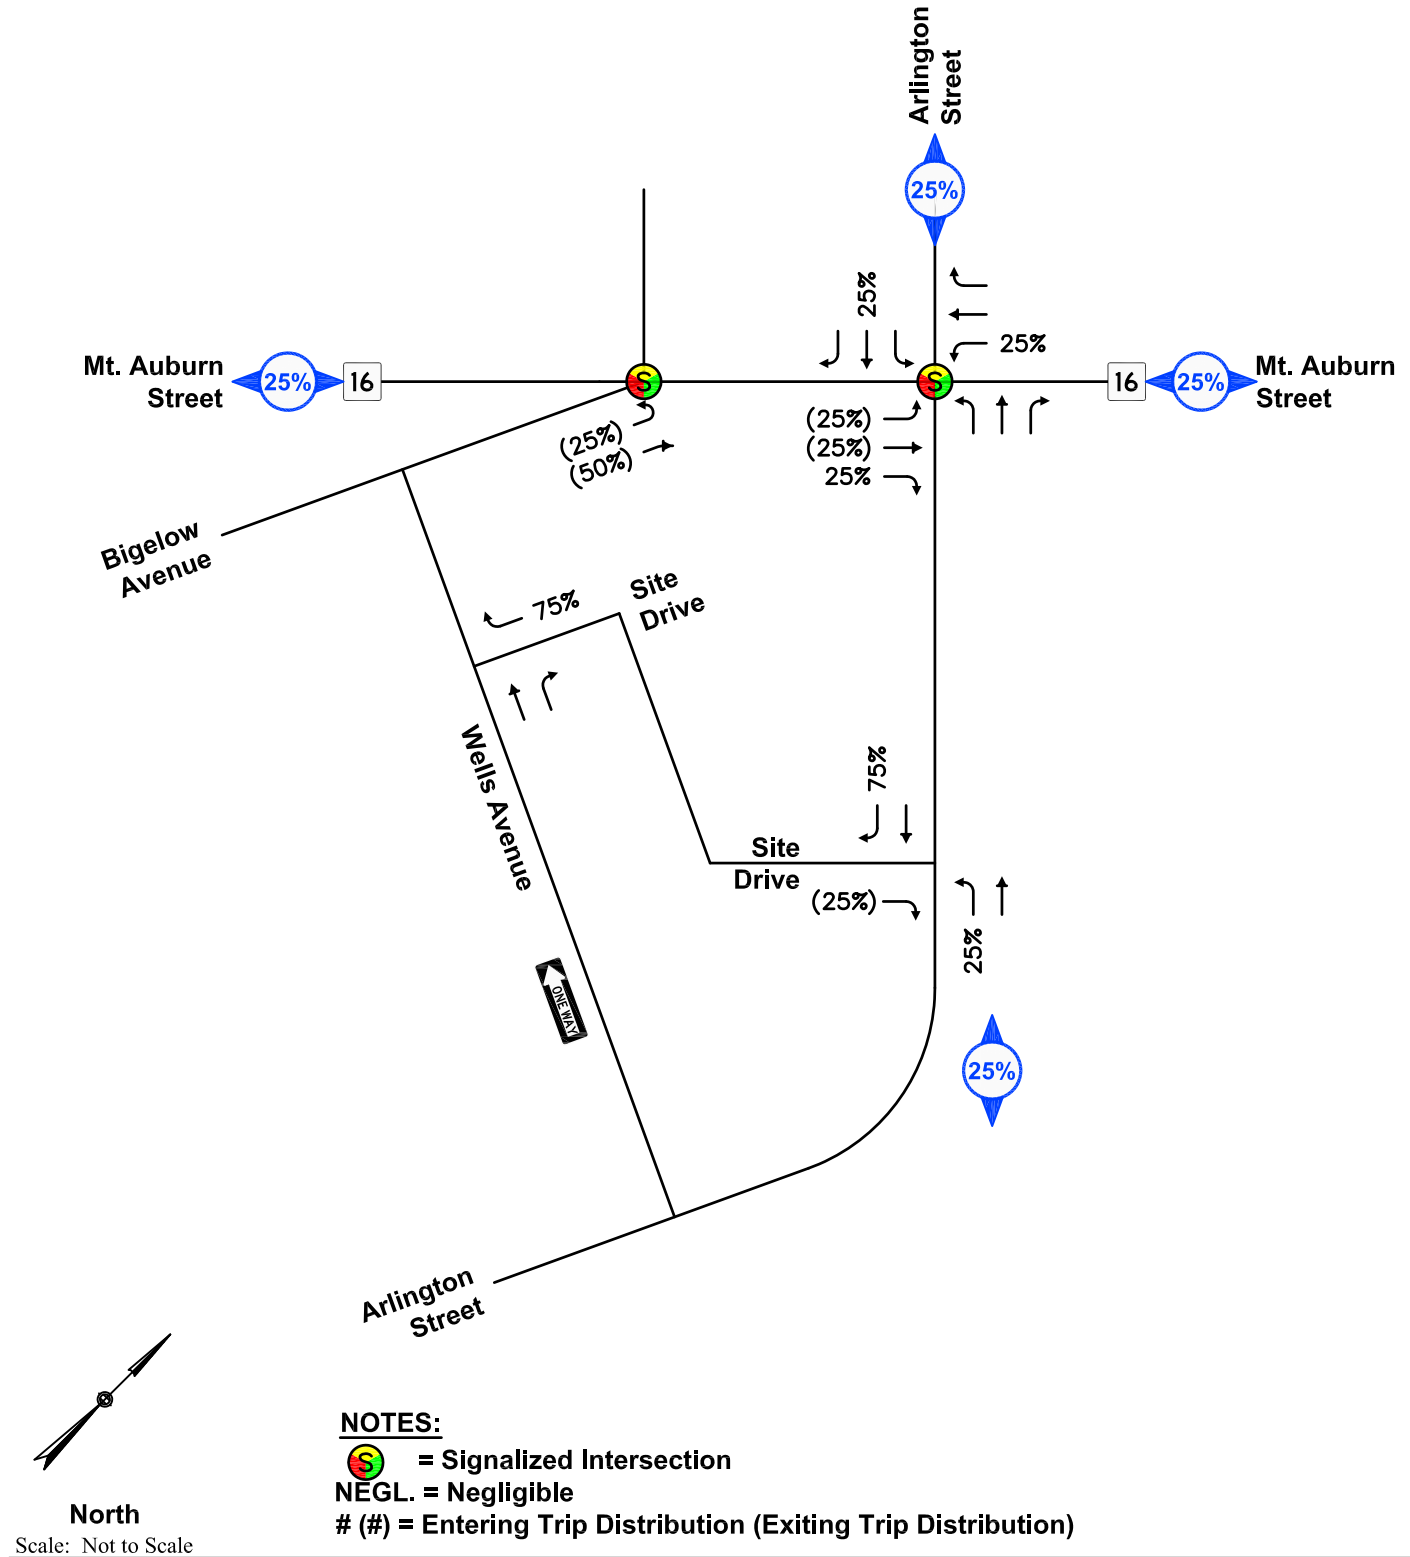 Arlington
Street
25%
25%
25%
Mt. Auburn
Street
25%
16
S
S
16
25%
Mt. Auburn
Street
(25%)
(50%)
(25%)
(25%)
25%
Bigelow
Avenue
75%
Site
Drive
Wells Avenue
75%
Site
Drive
(25%)
25%
ONE WAY
25%
Arlington
Street
North
Scale: Not to Scale
NOTES:
S = Signalized Intersection
NEGL. = Negligible
# (#) = Entering Trip Distribution (Exiting Trip Distribution)